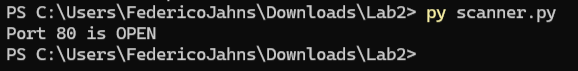 PS C:\Users\FedericoJahns\Downloads\Lab2> py scanner.py
Port 80 is OPEN
PS C:\Users\FedericoJahns\Downloads\Lab2>